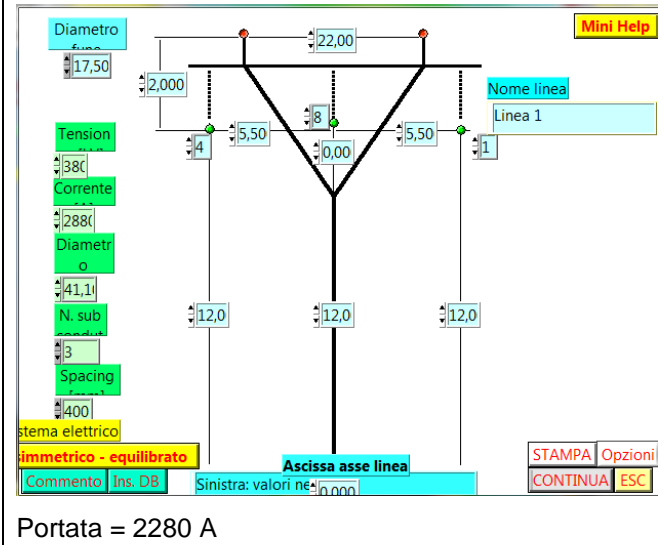 Diametro
17,50
2,000
22,00
Mini Help
Nome linea
Linea 1
8
5,50
5,50
4
0,00
1
Tension
380
Corrente
2880
Diametr
o
41,10
12,0
12,0
12,0
N. sub
3
Spacing
400
stema elettrico
simmetrico - equilibrato
Commento
Ins. DB
Ascissa asse linea
Sinistra: valori ne
0,000
STAMPA
Opzioni
CONTINUA
ESC
Portata = 2280 A